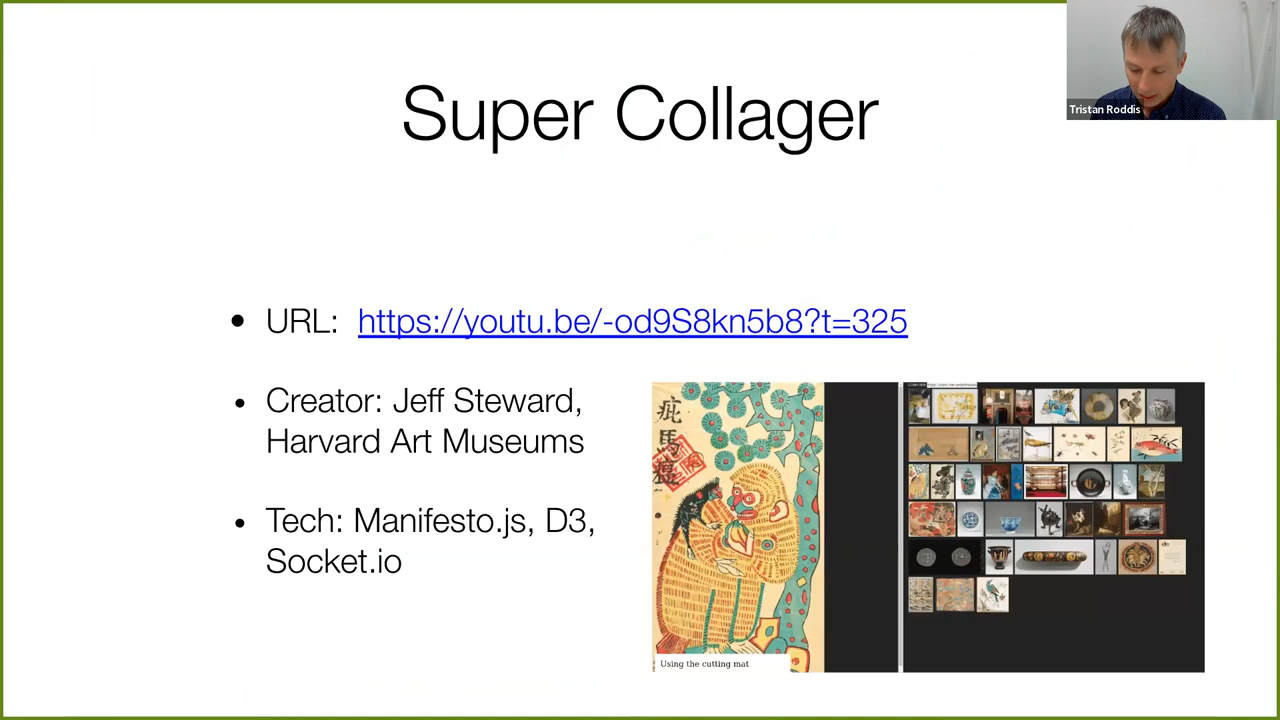 Super Collager
Tristan Roddis
• URL: https://youtu.be/-od9S8kn5b8?t=325
• Creator: Jeff Steward,
Harvard Art Museums
• Tech: Manifesto.js, D3,
Socket.io
Using the cutting mat